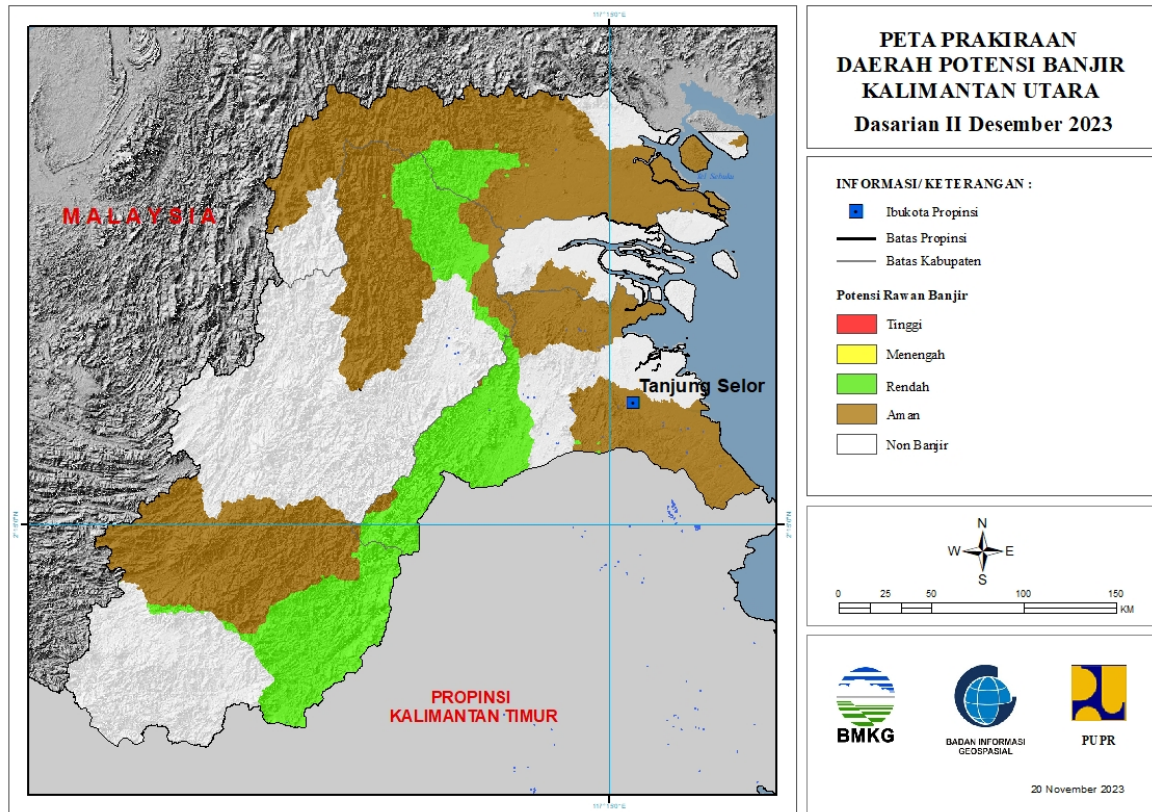 PETA PRAKIRAAN
DAERAH POTENSI BANJIR
KALIMANTAN UTARA
Dasarian II Desember 2023
INFORMASI/KETERANGAN :
Ibukota Propinsi
Batas Propinsi
Batas Kabupaten
Potensi Rawan Banjir
Tinggi
Menengah
Rendah
Aman
Non Banjir
N
W E
S
0 25 50 100 150
KM
BMKG
BADAN INFORMASI
GEOSPASIAL
PUPR
20 November 2023
MALAYSIA
Tanjung Selor
PROPINSI
KALIMANTAN TIMUR